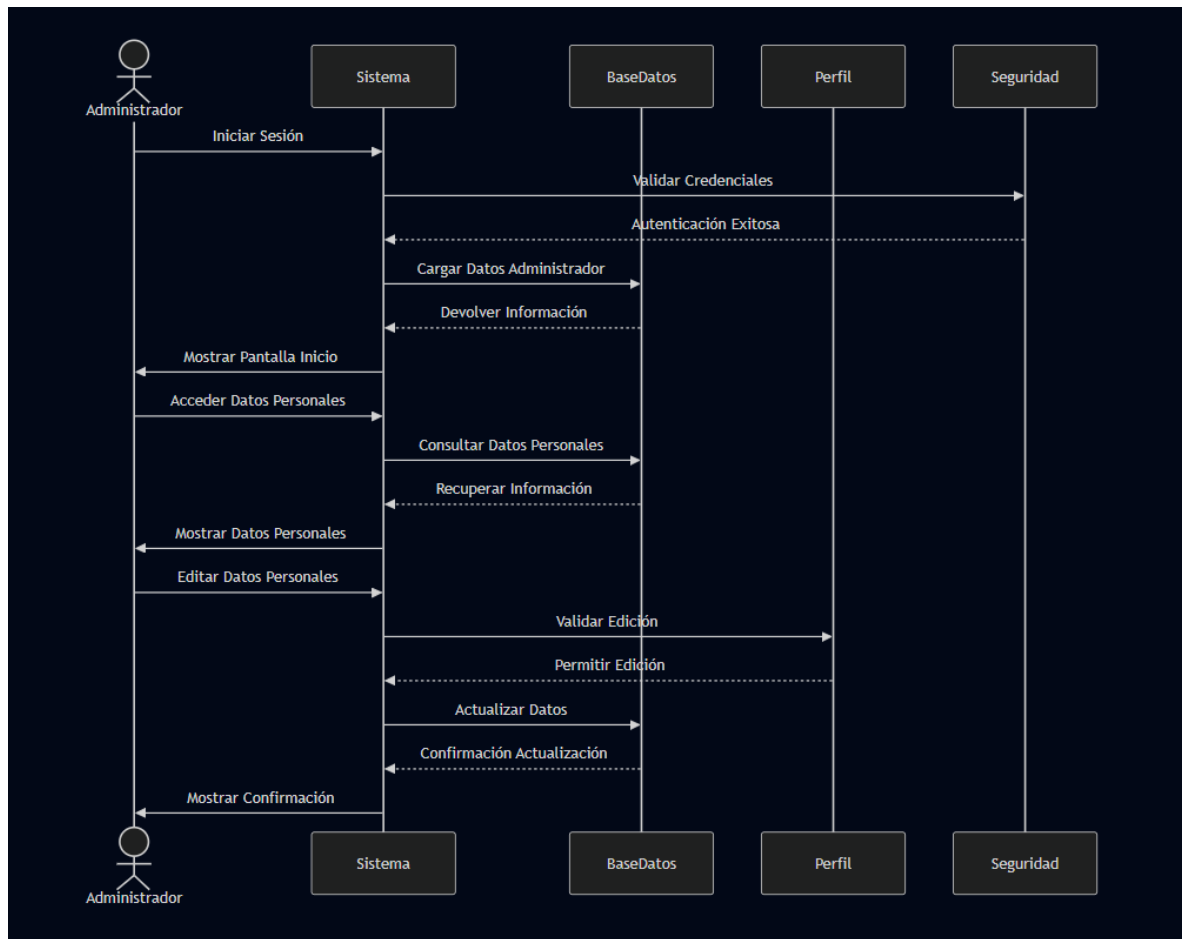 Administrador
Sistema
BaseDatos
Perfil
Seguridad
Iniciar Sesión
Validar Credenciales
Autenticación Exitosa
Cargar Datos Administrador
Devolver Información
Mostrar Pantalla Inicio
Acceder Datos Personales
Consultar Datos Personales
Recuperar Información
Mostrar Datos Personales
Editar Datos Personales
Validar Edición
Permitir Edición
Actualizar Datos
Confirmación Actualización
Mostrar Confirmación
Administrador
Sistema
BaseDatos
Perfil
Seguridad